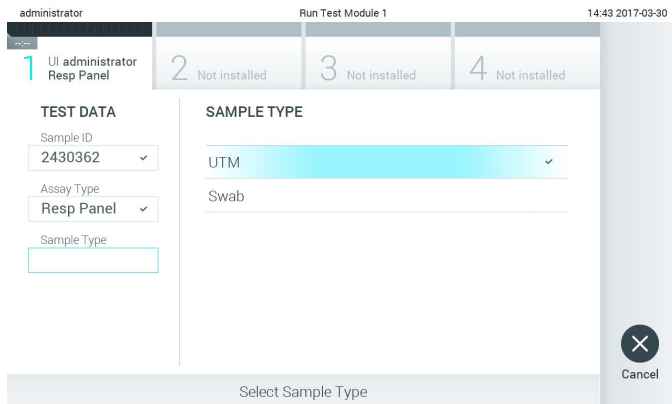 administrator Run Test Module 1 14:43 2017-03-30
--:--
1 UI administrator
Resp Panel
2 Not installed
3 Not installed
4 Not installed
TEST DATA
Sample ID
2430362
Assay Type
Resp Panel
Sample Type
SAMPLE TYPE
UTM
Swab
Cancel
Select Sample Type